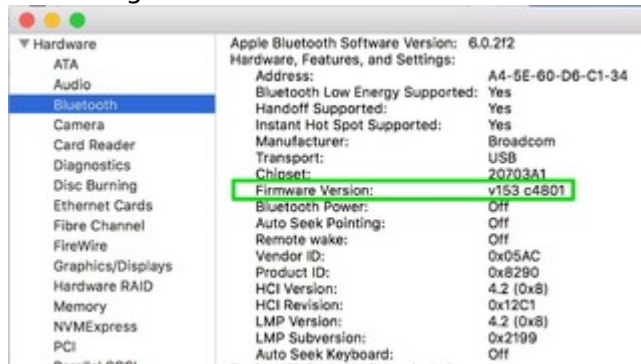 Hardware
ATA
Audio
Bluetooth
Camera
Card Reader
Diagnostics
Disc Burning
Ethernet Cards
Fibre Channel
FireWire
Graphics/Displays
Hardware RAID
Memory
NVMExpress
PCI
Apple Bluetooth Software Version: 6.0.2f2
Hardware, Features, and Settings:
Address: A4-5E-60-D6-C1-34
Bluetooth Low Energy Supported: Yes
Handoff Supported: Yes
Instant Hot Spot Supported: Yes
Manufacturer: Broadcom
Transport: USB
Chipset: 20703A1
Firmware Version: v153 c4801
Bluetooth Power: Off
Auto Seek Pointing: Off
Remote wake: Off
Vendor ID: 0x05AC
Product ID: 0x8290
HCI Version: 4.2 (0x8)
HCI Revision: 0x12C1
LMP Version: 4.2 (0x8)
LMP Subversion: 0x2199
Auto Seek Keyboard: Off